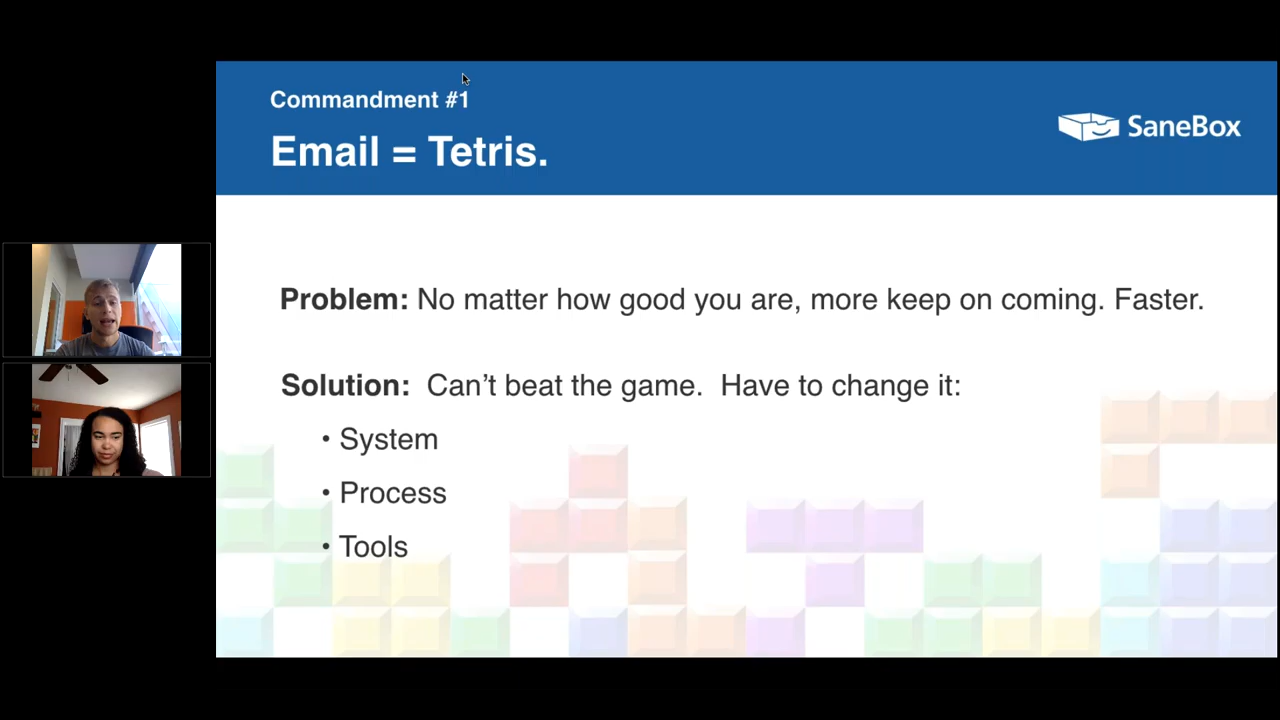 Commandment #1
Email = Tetris.
SaneBox
Problem: No matter how good you are, more keep on coming. Faster.
Solution:  Can’t beat the game.  Have to change it:
• System
• Process
• Tools